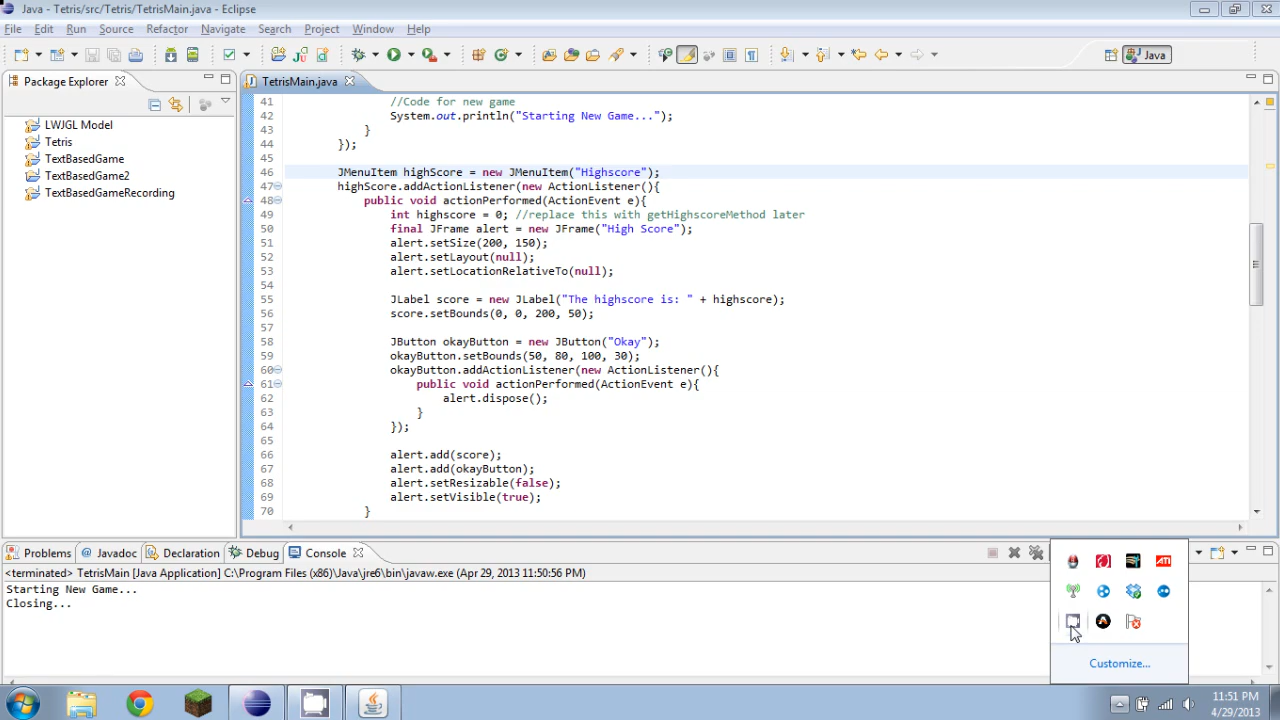 Java - Tetris/src/Tetris/TetrisMain.java - Eclipse
File Edit Run Source Refactor Navigate Search Project Window Help
Java
Package Explorer
TetrisMain.java
LWJGL Model
Tetris
TextBasedGame
TextBasedGame2
TextBasedGameRecording
41 //Code for new game
42 System.out.println("Starting New Game...");
43 }
44 });
45
46 JMenuItem highScore = new JMenuItem("Highscore");
47 highScore.addActionListener(new ActionListener(){
48 public void actionPerformed(ActionEvent e){
49 int highscore = 0; //replace this with getHighscoreMethod later
50 final JFrame alert = new JFrame("High Score");
51 alert.setSize(200, 150);
52 alert.setLayout(null);
53 alert.setLocationRelativeTo(null);
54
55 JLabel score = new JLabel("The highscore is: " + highscore);
56 score.setBounds(0, 0, 200, 50);
57
58 JButton okayButton = new JButton("Okay");
59 okayButton.setBounds(50, 80, 100, 30);
60 okayButton.addActionListener(new ActionListener(){
61 public void actionPerformed(ActionEvent e){
62 alert.dispose();
63 }
64 });
65
66 alert.add(score);
67 alert.add(okayButton);
68 alert.setResizable(false);
69 alert.setVisible(true);
70 }
Problems Javadoc Declaration Debug Console
<terminated> TetrisMain [Java Application] C:\Program Files (x86)\Java\jre6\bin\javaw.exe (Apr 29, 2013 11:50:56 PM)
Starting New Game...
Closing...
ATI
Customize...
11:51 PM
4/29/2013